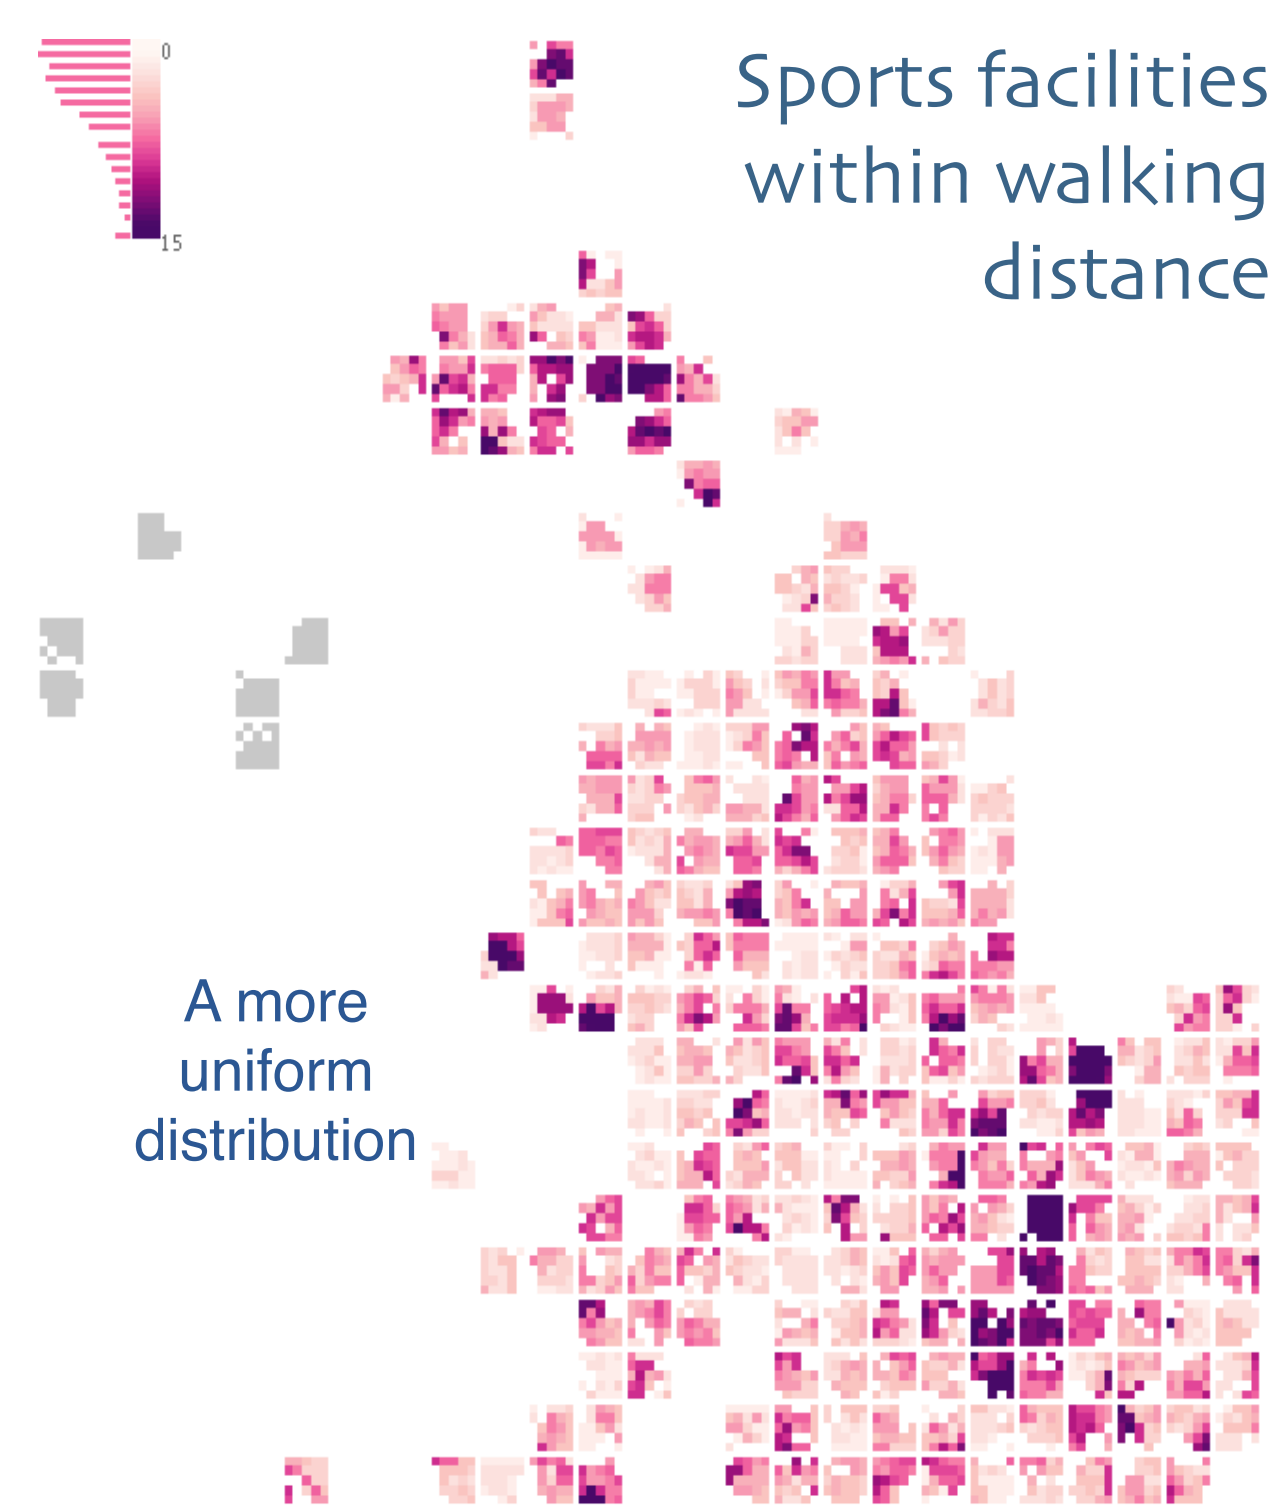 0
15
Sports facilities
within walking
distance
A more
uniform
distribution